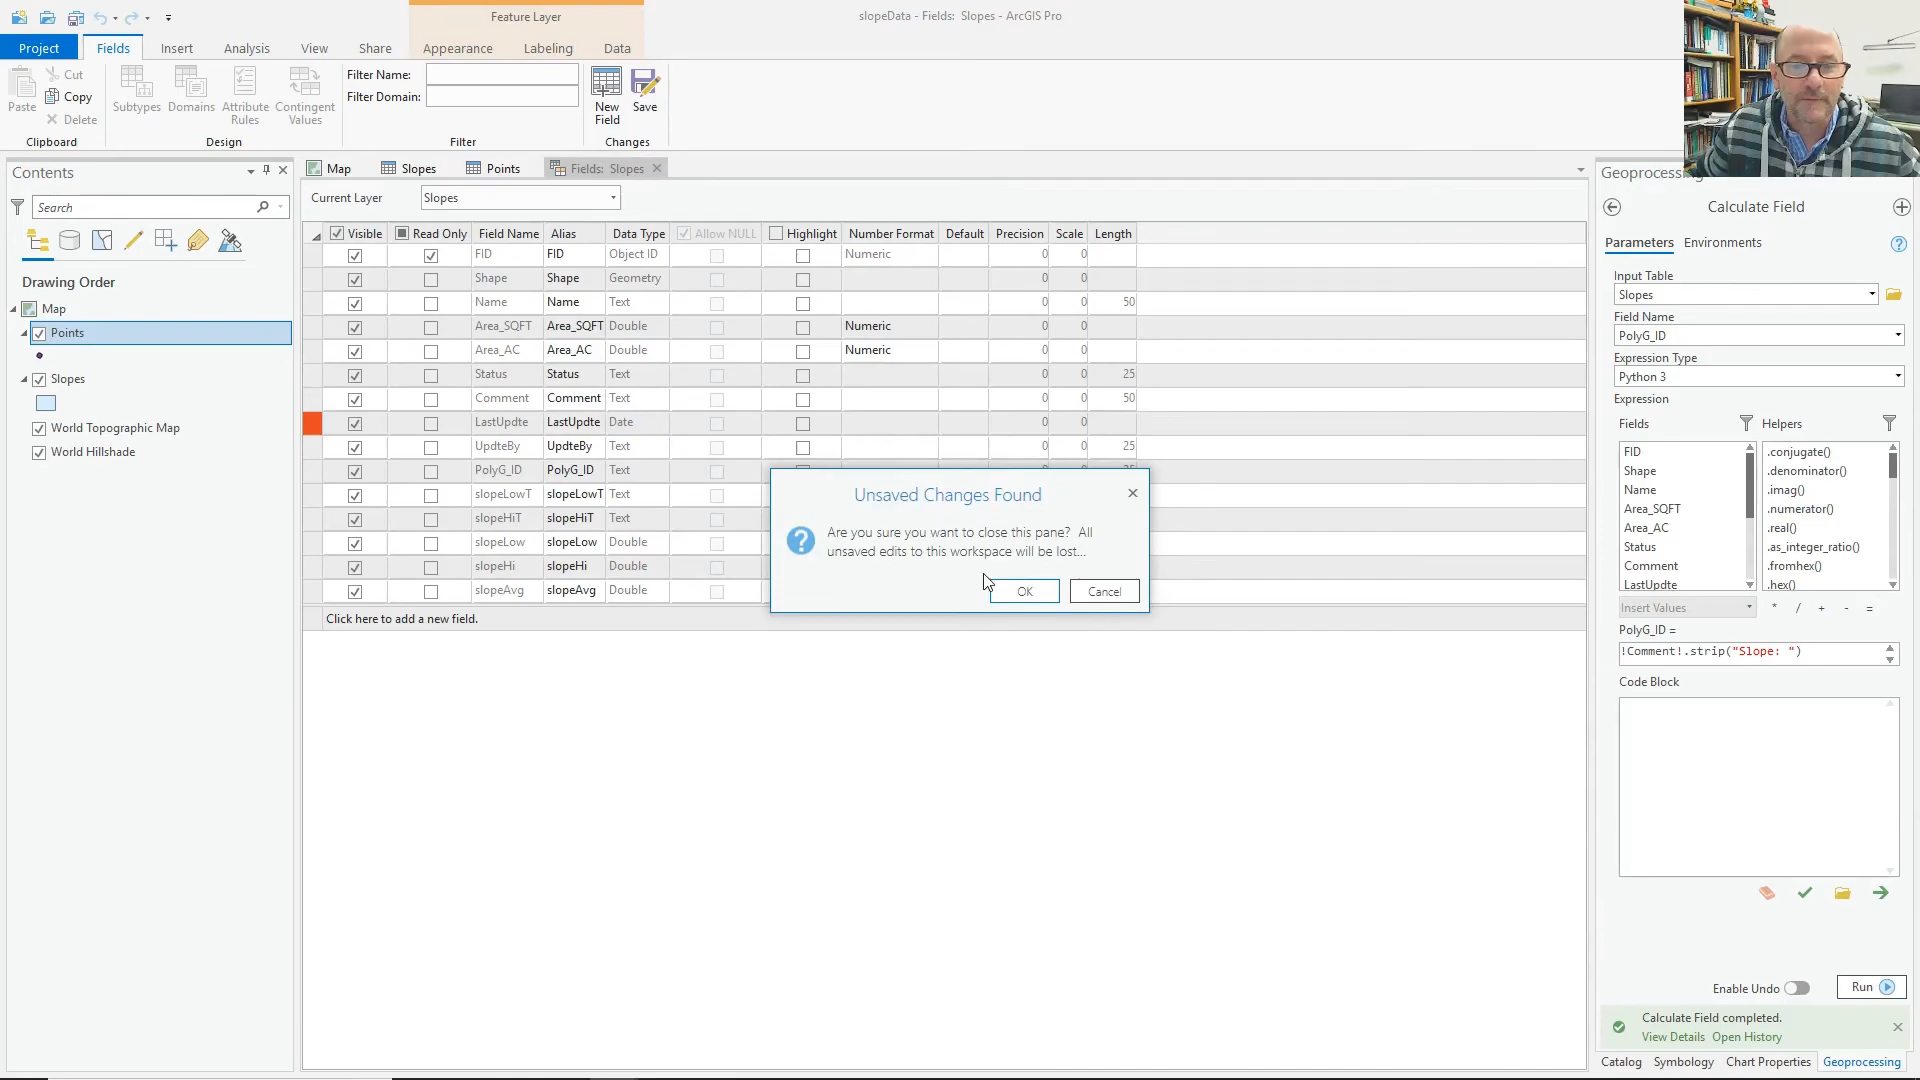 Feature Layer
slopeData - Fields: Slopes - ArcGIS Pro
Project
Fields
Insert
Analysis
View
Share
Appearance
Labeling
Data
Paste
Cut
Copy
Delete
Clipboard
Subtypes
Domains
Attribute Rules
Contingent Values
Design
Filter Name:
Filter Domain:
Filter
New Field
Save
Changes
Contents
Search
Drawing Order
Map
Points
Slopes
World Topographic Map
World Hillshade
Map
Slopes
Points
Fields: Slopes
Current Layer
Slopes
Visible Read Only Field Name Alias Data Type Allow NULL Highlight Number Format Default Precision Scale Length
FID FID Object ID Numeric 0 0
Shape Shape Geometry 0 0
Name Name Text 0 0 50
Area_SQFT Area_SQFT Double Numeric 0 0
Area_AC Area_AC Double Numeric 0 0
Status Status Text 0 0 25
Comment Comment Text 0 0 50
LastUpdte LastUpdte Date 0 0
UpdteBy UpdteBy Text 0 0 25
PolyG_ID PolyG_ID Text
slopeLowT slopeLowT Text
slopeHiT slopeHiT Text
slopeLow slopeLow Double
slopeHi slopeHi Double
slopeAvg slopeAvg Double
Click here to add a new field.
Unsaved Changes Found
Are you sure you want to close this pane? All
unsaved edits to this workspace will be lost...
OK
Cancel
Geoprocessing
Calculate Field
Parameters
Environments
Input Table
Slopes
Field Name
PolyG_ID
Expression Type
Python 3
Expression
Fields
Helpers
FID
Shape
Name
Area_SQFT
Area_AC
Status
Comment
LastUpdte
.conjugate()
.denominator()
.imag()
.numerator()
.real()
.as_integer_ratio()
.fromhex()
.hex()
Insert Values
* / + - =
PolyG_ID =
!Comment!.strip("Slope: ")
Code Block
Enable Undo
Run
Calculate Field completed.
View Details Open History
Catalog
Symbology
Chart Properties
Geoprocessing